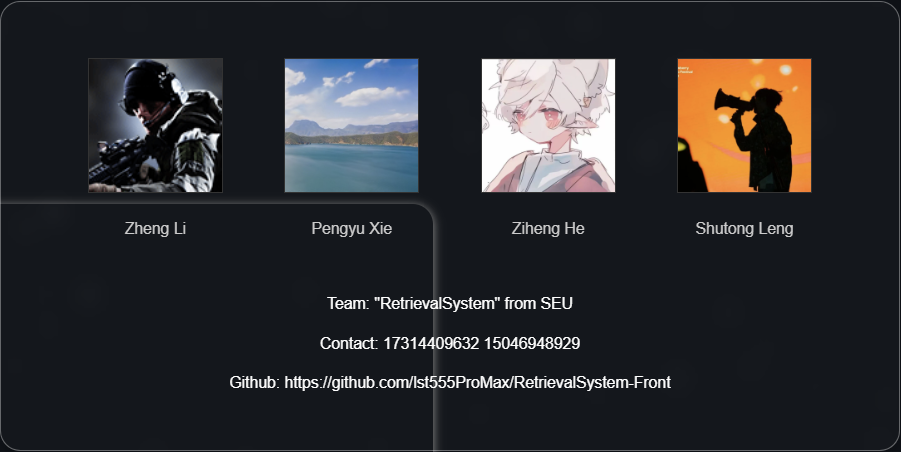 Zheng Li
Pengyu Xie
Ziheng He
Shutong Leng
Team: "RetrievalSystem" from SEU
Contact: 17314409632 15046948929
Github: https://github.com/lst555ProMax/RetrievalSystem-Front